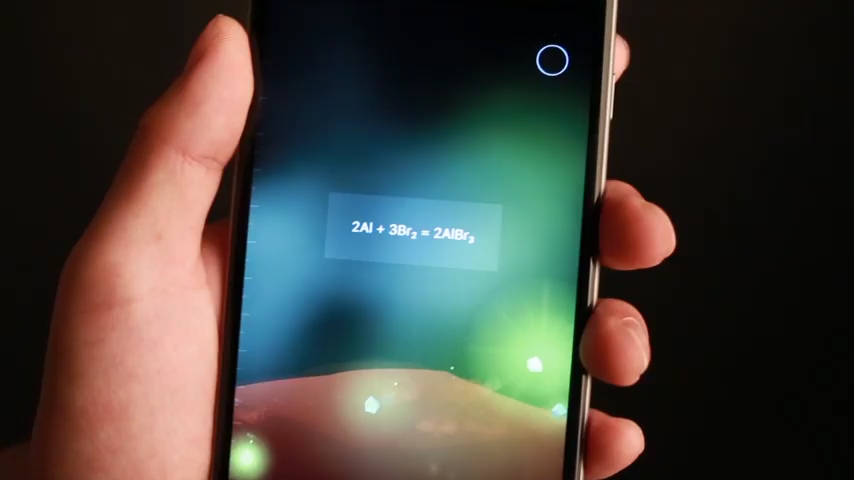 2Al + 3Br₂ = 2AlBr₃